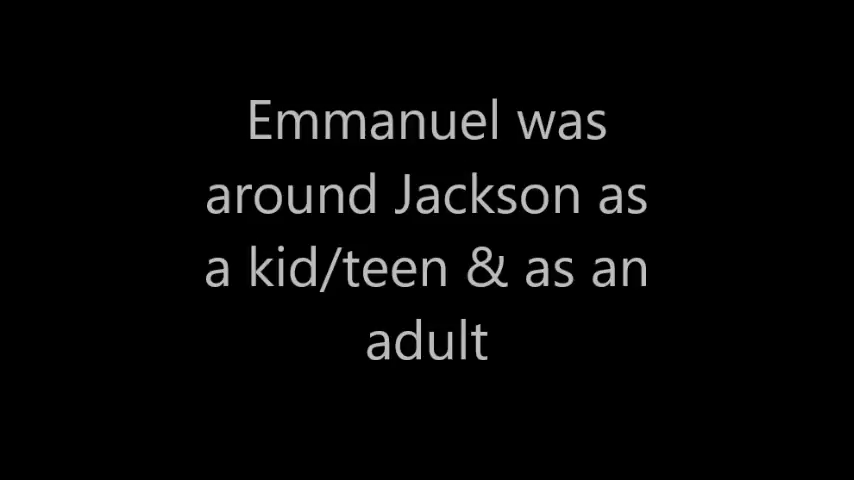 Emmanuel was
around Jackson as
a kid/teen & as an
adult